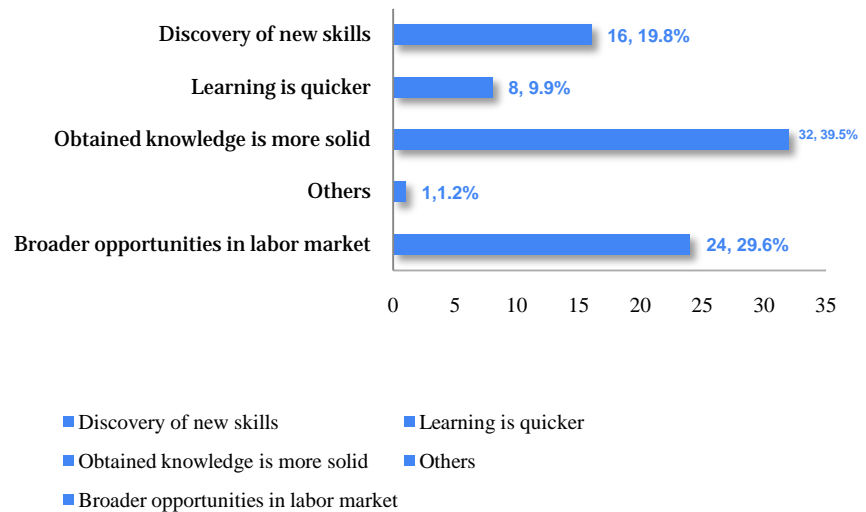 Discovery of new skills 16, 19.8%
Learning is quicker 8, 9.9%
Obtained knowledge is more solid 32, 39.5%
Others 1,1.2%
Broader opportunities in labor market 24, 29.6%
0 5 10 15 20 25 30 35
Discovery of new skills Learning is quicker
Obtained knowledge is more solid Others
Broader opportunities in labor market